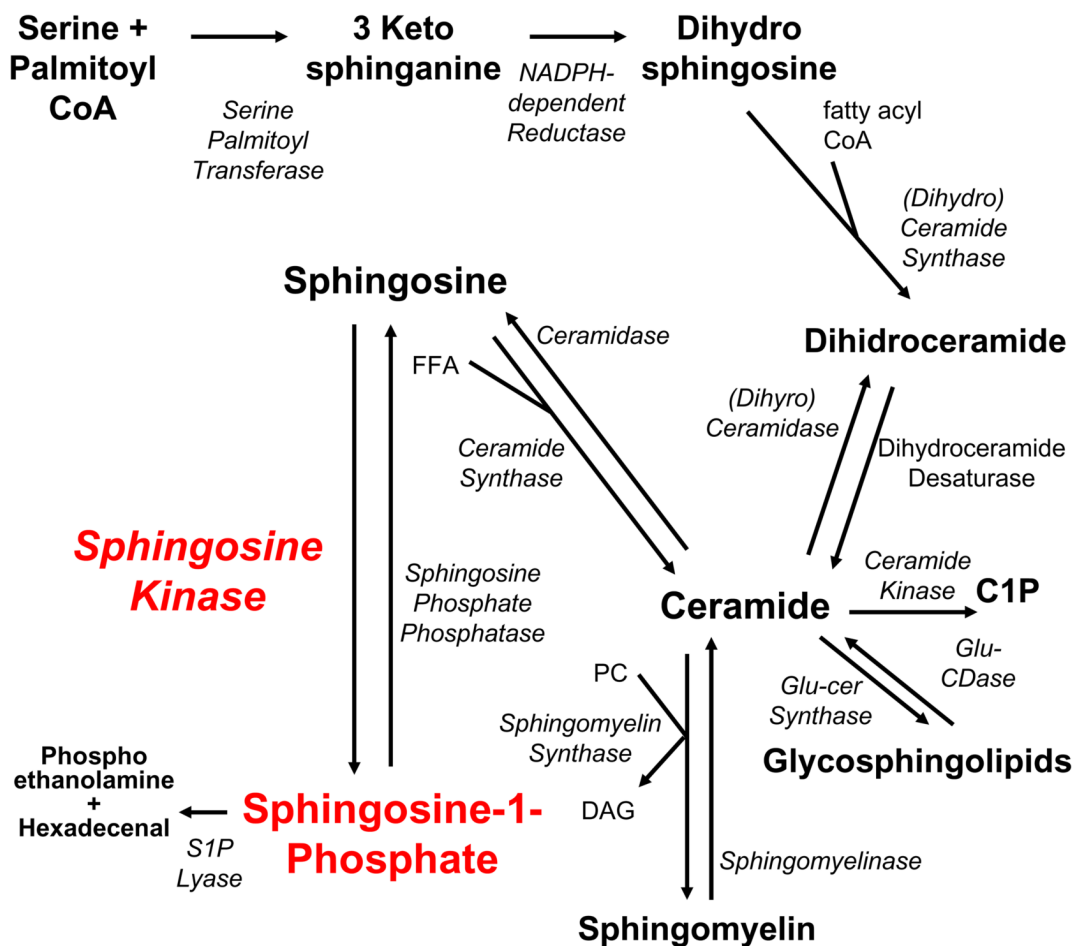 Serine +
Palmitoyl
CoA
Serine
Palmitoyl
Transferase
3 Keto
sphinganine
NADPH-
dependent
Reductase
Dihydro
sphingosine
fatty acyl
CoA
(Dihydro)
Ceramide
Synthase
Sphingosine
Ceramidase
FFA
Ceramide
Synthase
Dihidroceramide
(Dihyro)
Ceramidase
Dihydroceramide
Desaturase
Sphingosine
Kinase
Sphingosine
Phosphate
Phosphatase
Ceramide
Ceramide
Kinase
C1P
Glu-
CDase
Glu-cer
Synthase
Glycosphingolipids
PC
Sphingomyelin
Synthase
DAG
Phospho
ethanolamine
+
Hexadecenal
S1P
Lyase
Sphingosine-1-
Phosphate
Sphingomyelinase
Sphingomyelin